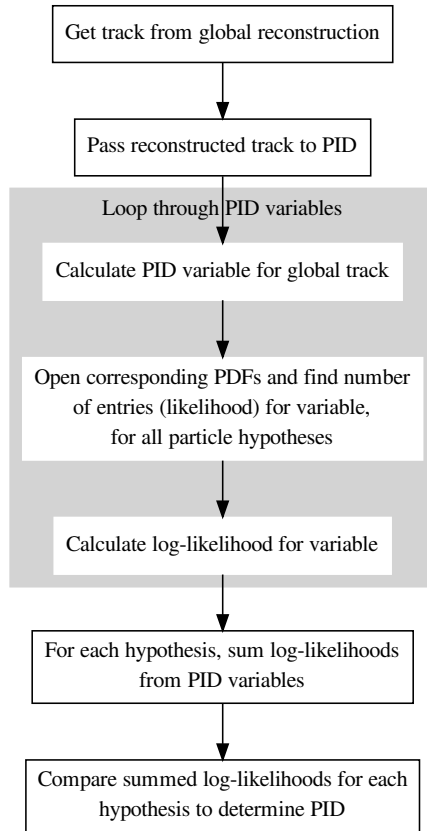 Get track from global reconstruction
Pass reconstructed track to PID
Loop through PID variables
Calculate PID variable for global track
Open corresponding PDFs and find number
of entries (likelihood) for variable,
for all particle hypotheses
Calculate log-likelihood for variable
For each hypothesis, sum log-likelihoods
from PID variables
Compare summed log-likelihoods for each
hypothesis to determine PID